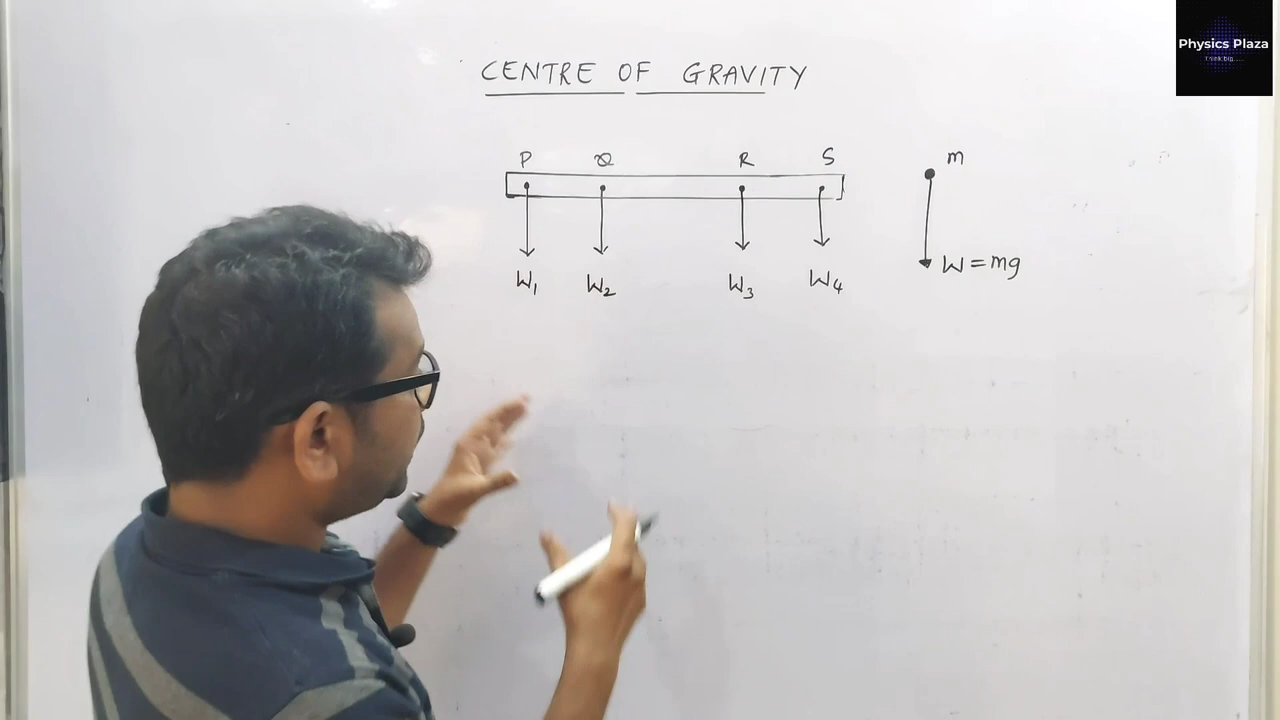 Physics Plaza
CENTRE OF GRAVITY
P Q R S
m
W₁ W₂ W₃ W₄
W=mg